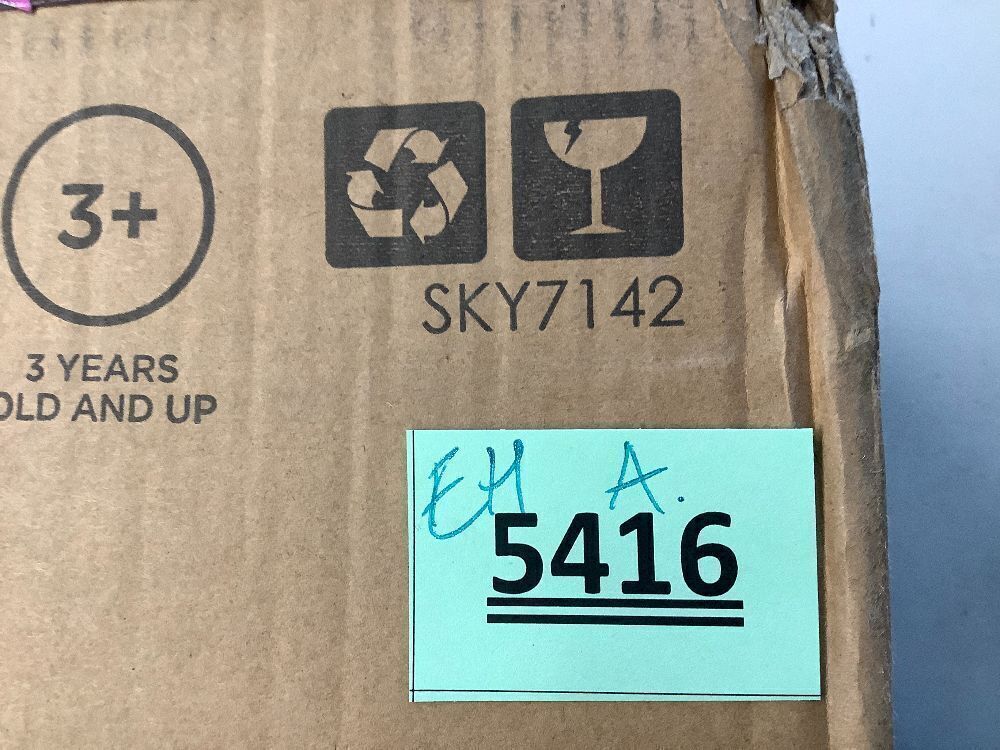 3+
3 YEARS
OLD AND UP
SKY7142
EH A.
5416